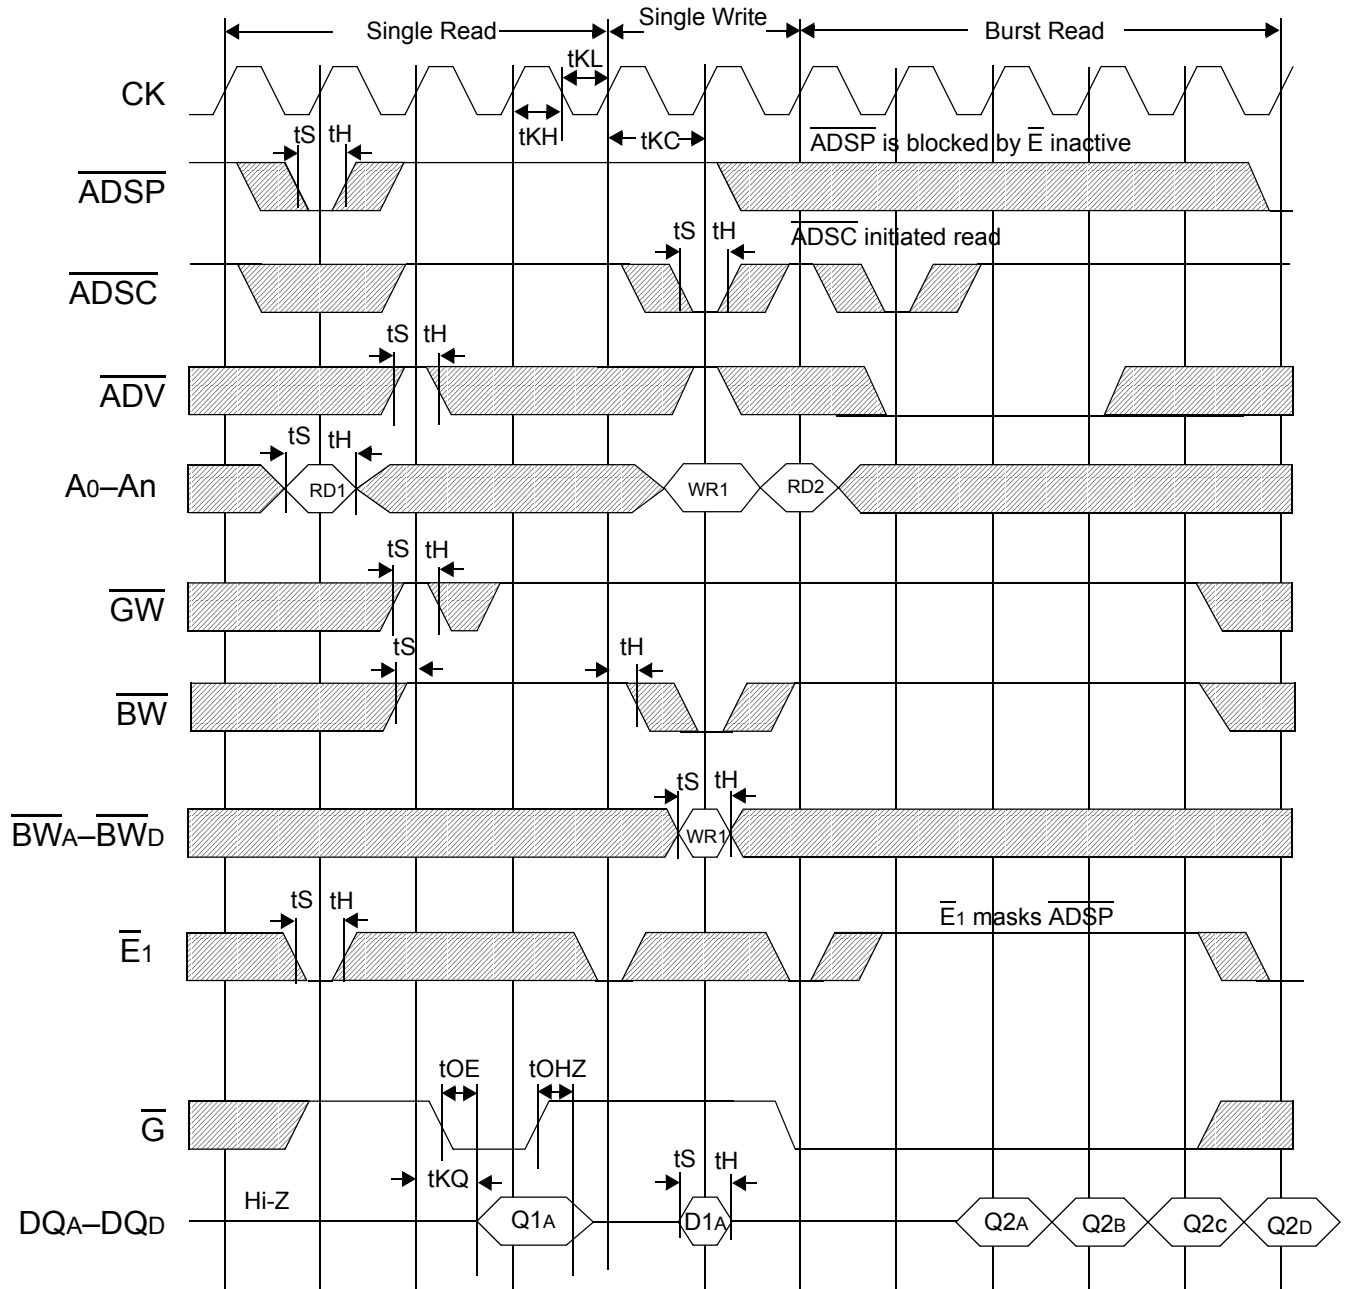 Single Read
Single Write
Burst Read
CK
tKL
tKH
tKC
ADSP is blocked by E inactive
tS
tH
ADSP
tS
tH
ADSC initiated read
ADSC
tS
tH
ADV
tS
tH
A0–An
RD1
WR1
RD2
tS
tH
GW
tS
tH
BW
tS
tH
BWA–BWD
WR1
tS
tH
E1 masks ADSP
E1
tOE
tOHZ
G
tKQ
tS
tH
Hi-Z
DQA–DQD
Q1A
D1A
Q2A
Q2B
Q2c
Q2D